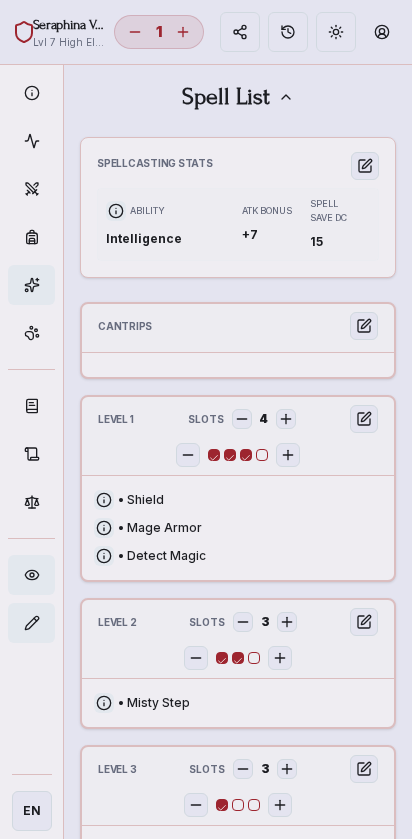 Seraphina V...
Lvl 7 High El...
1
Spell List
SPELLCASTING STATS
ABILITY
ATK BONUS
SPELL
SAVE DC
Intelligence
+7
15
CANTRIPS
LEVEL 1
SLOTS
4
• Shield
• Mage Armor
• Detect Magic
LEVEL 2
SLOTS
3
• Misty Step
LEVEL 3
SLOTS
3
EN